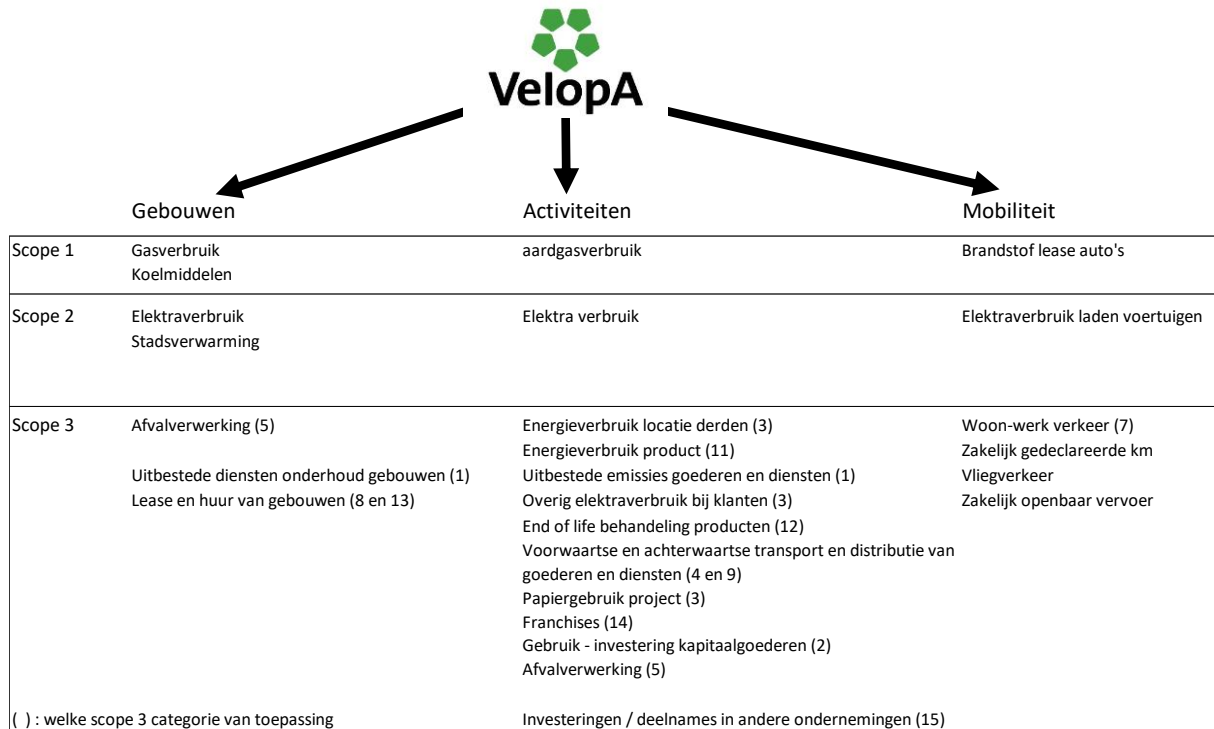 VelopA
Gebouwen Activiteiten Mobiliteit
Scope 1 Gasverbruik aardgasverbruik Brandstof lease auto's
Koelmiddelen
Scope 2 Elektraverbruik Elektra verbruik Elektraverbruik laden voertuigen
Stadsverwarming
Scope 3 Afvalverwerking (5) Energieverbruik locatie derden (3) Woon-werk verkeer (7)
Energieverbruik product (11) Zakelijk gedeclareerde km
Uitbestede diensten onderhoud gebouwen (1) Uitbestede emissies goederen en diensten (1) Vliegverkeer
Lease en huur van gebouwen (8 en 13) Overig elektraverbruik bij klanten (3) Zakelijk openbaar vervoer
End of life behandeling producten (12)
Voorwaartse en achterwaartse transport en distributie van
goederen en diensten (4 en 9)
Papiergebruik project (3)
Franchises (14)
Gebruik - investering kapitaalgoederen (2)
Afvalverwerking (5)
( ) : welke scope 3 categorie van toepassing Investeringen / deelnames in andere ondernemingen (15)